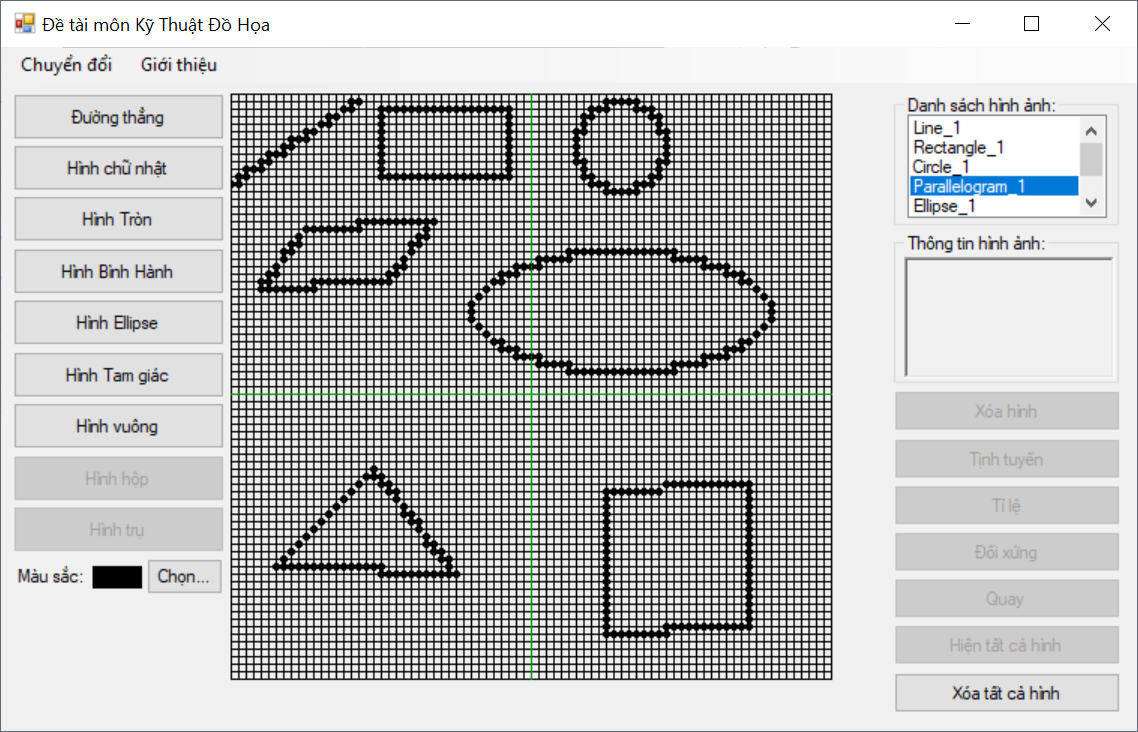 Đề tài môn Kỹ Thuật Đồ Họa
Chuyển đổi Giới thiệu
Đường thẳng
Hình chữ nhật
Hình Tròn
Hình Bình Hành
Hình Ellipse
Hình Tam giác
Hình vuông
Hình hộp
Hình trụ
Màu sắc: Chọn...
Danh sách hình ảnh:
Line_1
Rectangle_1
Circle_1
Parallelogram_1
Ellipse_1
Thông tin hình ảnh:
Xóa hình
Tịnh tuyến
Tỉ lệ
Đối xứng
Quay
Hiện tất cả hình
Xóa tất cả hình